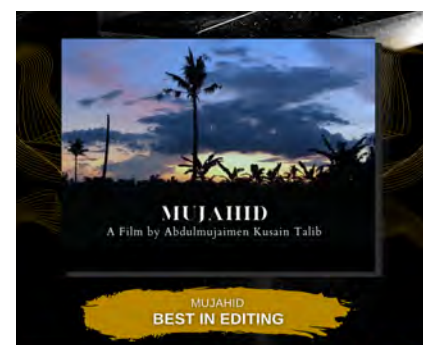 MUJAHID
A Film by Abdulmujaimen Kusain Talib
MUJAHID
BEST IN EDITING